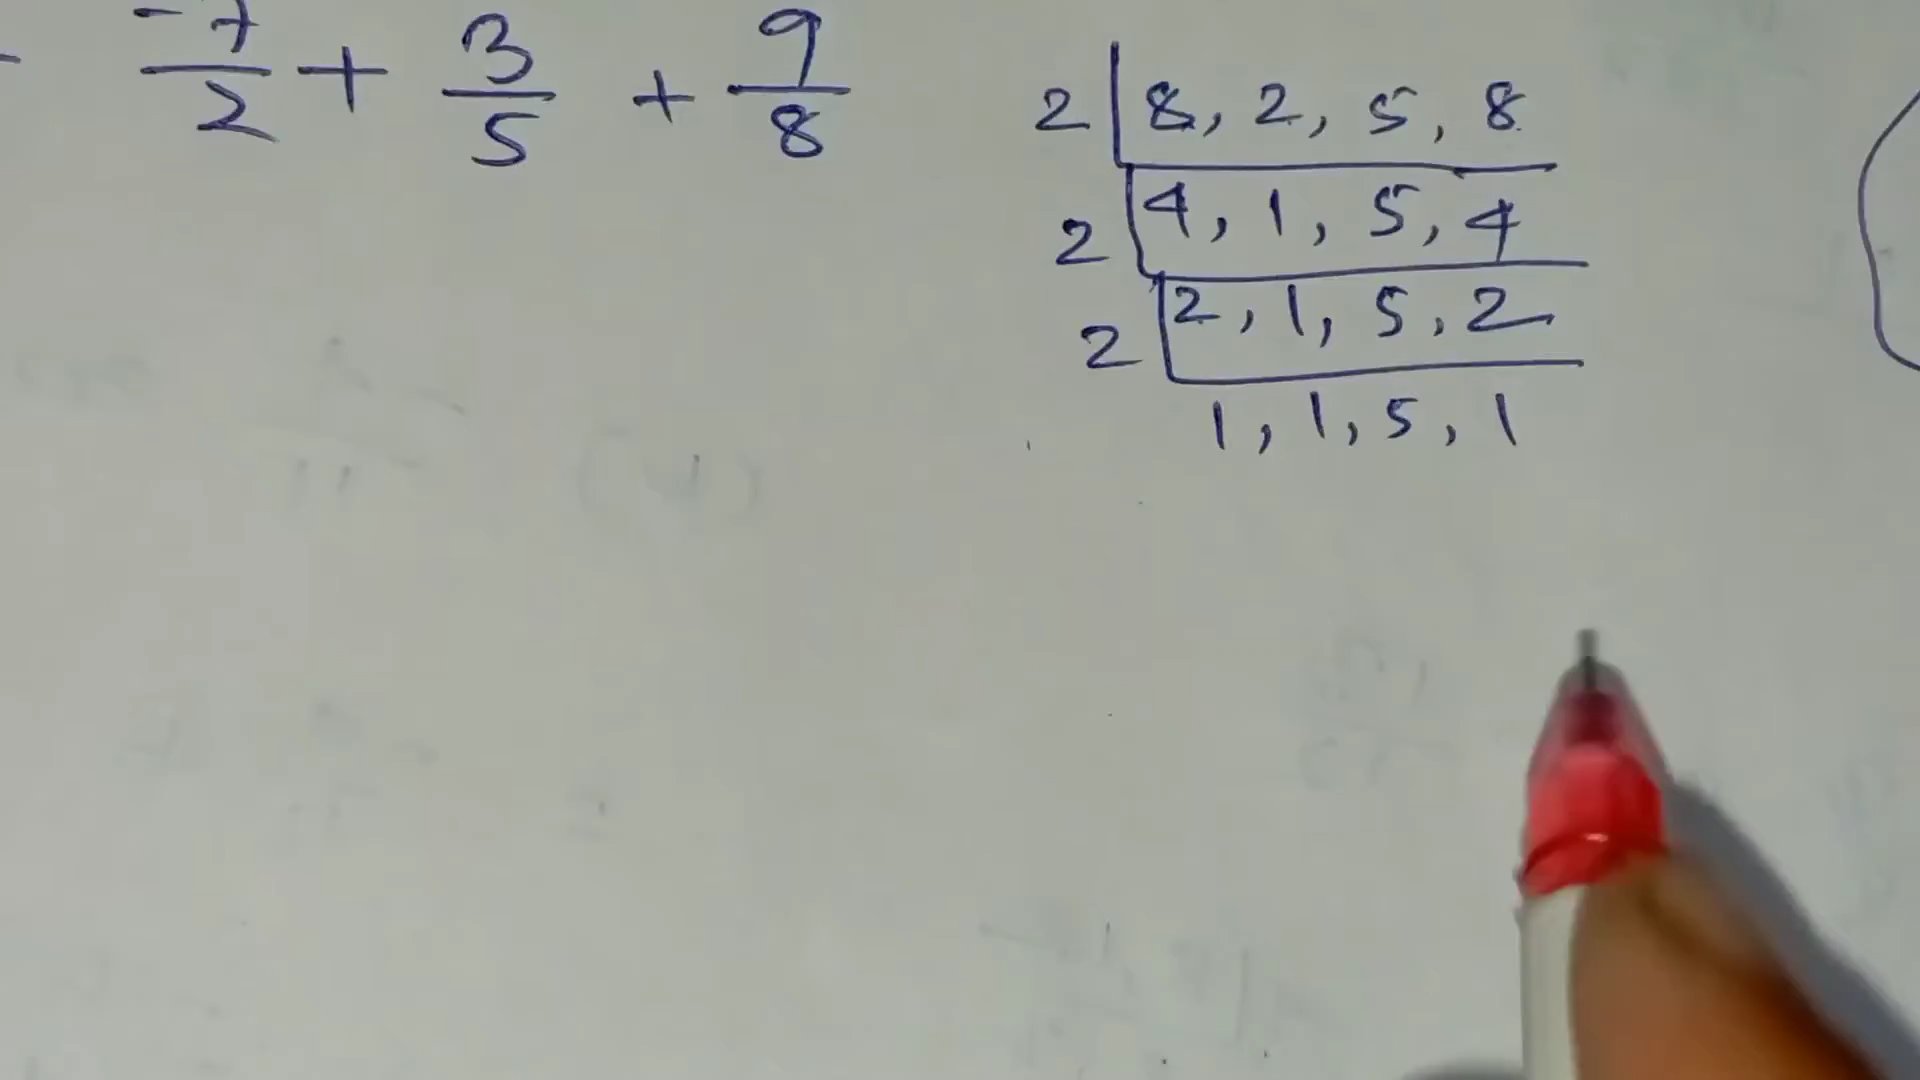 -7/2 + 3/5 + 9/8
2 | 8, 2, 5, 8
2 | 4, 1, 5, 4
2 | 2, 1, 5, 2
1, 1, 5, 1